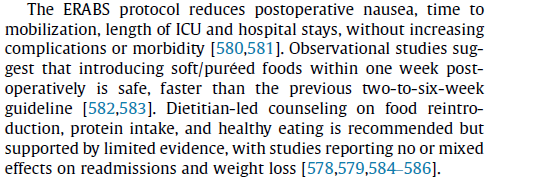 The ERABS protocol reduces postoperative nausea, time to
mobilization, length of ICU and hospital stays, without increasing
complications or morbidity [580,581]. Observational studies sug-
gest that introducing soft/puréed foods within one week post-
operatively is safe, faster than the previous two-to-six-week
guideline [582,583]. Dietitian-led counseling on food reintro-
duction, protein intake, and healthy eating is recommended but
supported by limited evidence, with studies reporting no or mixed
effects on readmissions and weight loss [578,579,584–586].